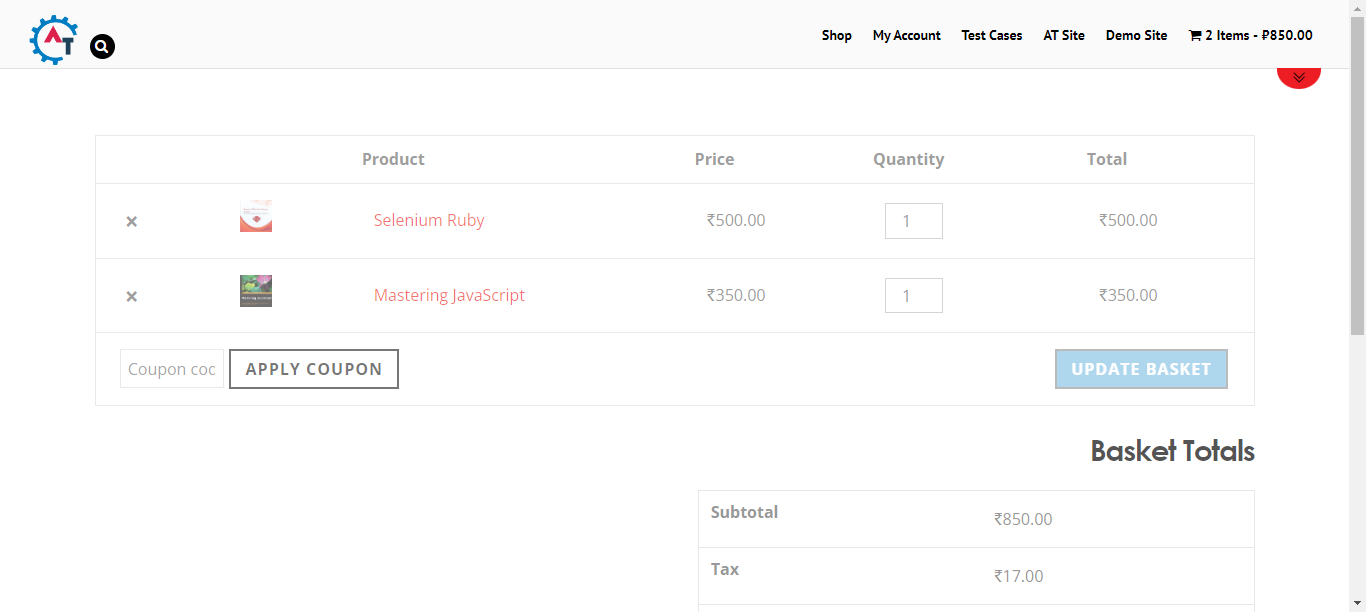 AT
Shop My Account Test Cases AT Site Demo Site 2 Items - ₽850.00
Product Price Quantity Total
× Selenium Ruby ₹500.00 1 ₹500.00
× Mastering JavaScript ₹350.00 1 ₹350.00
Coupon coc APPLY COUPON UPDATE BASKET
Basket Totals
Subtotal ₹850.00
Tax ₹17.00